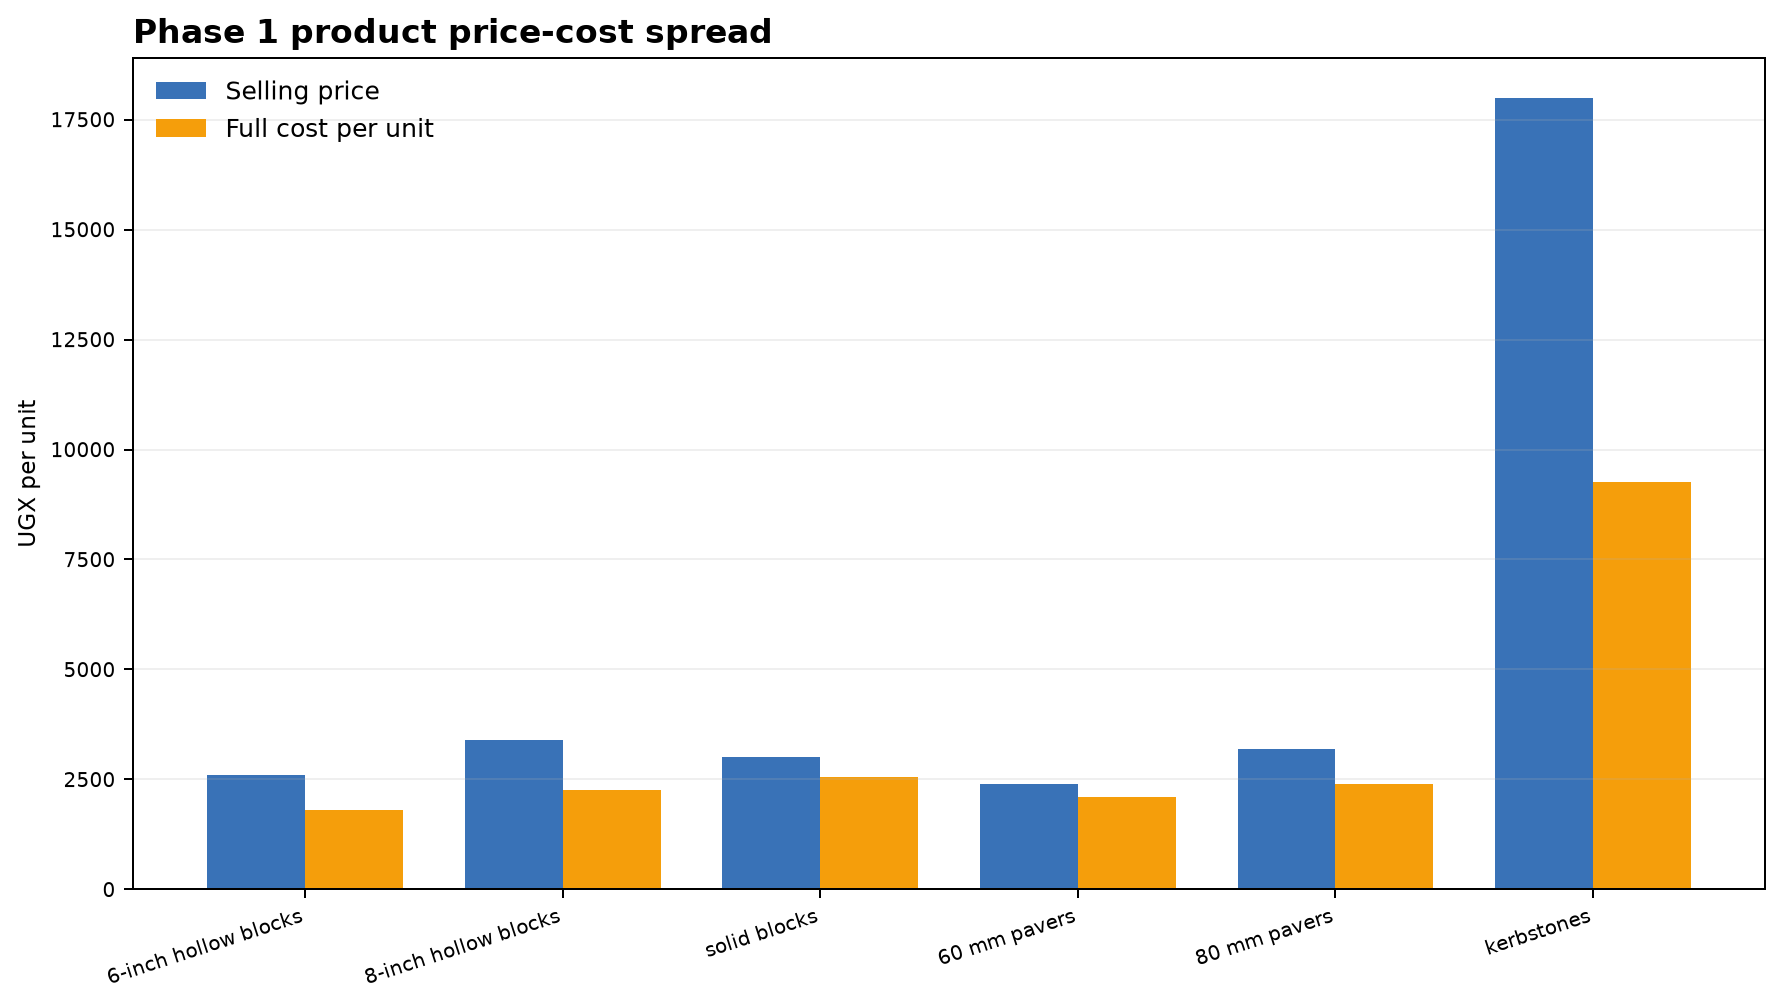 Phase 1 product price-cost spread
Selling price
Full cost per unit
17500
15000
12500
10000
7500
5000
2500
0
UGX per unit
6-inch hollow blocks
8-inch hollow blocks
solid blocks
60 mm pavers
80 mm pavers
kerbstones